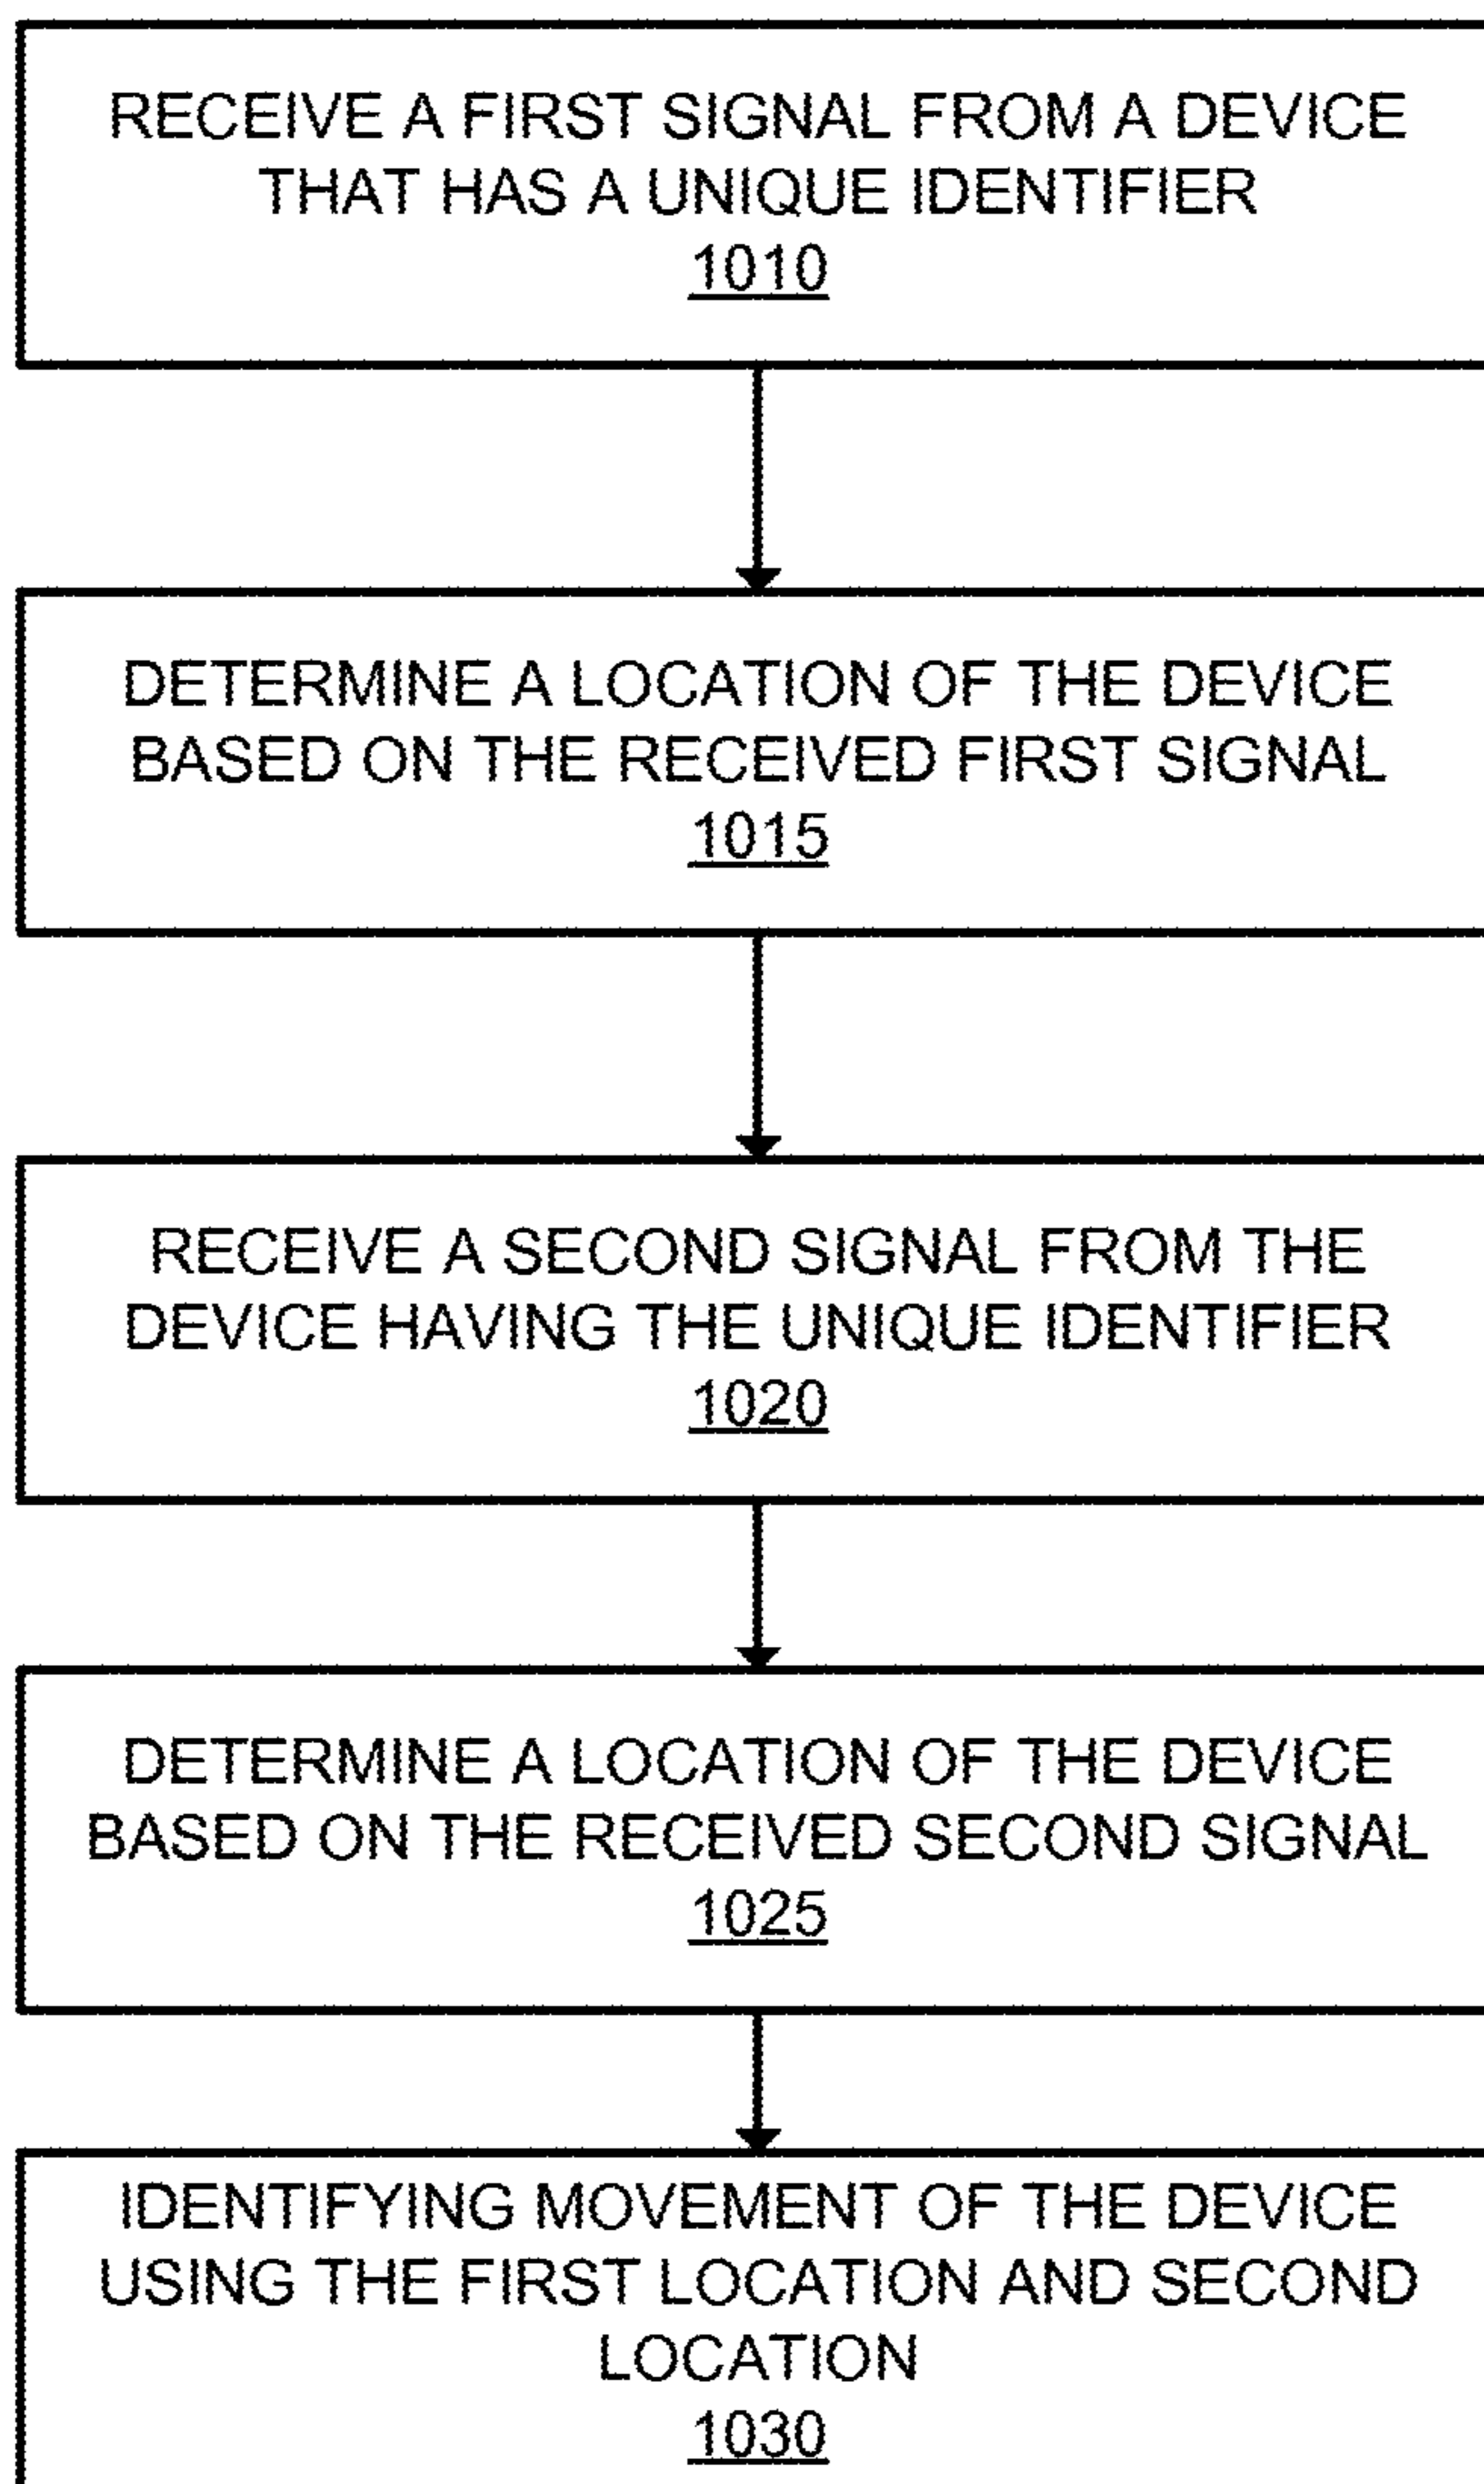 RECEIVE A FIRST SIGNAL FROM A DEVICE
THAT HAS A UNIQUE IDENTIFIER
1010
DETERMINE A LOCATION OF THE DEVICE
BASED ON THE RECEIVED FIRST SIGNAL
1015
RECEIVE A SECOND SIGNAL FROM THE
DEVICE HAVING THE UNIQUE IDENTIFIER
1020
DETERMINE A LOCATION OF THE DEVICE
BASED ON THE RECEIVED SECOND SIGNAL
1025
IDENTIFYING MOVEMENT OF THE DEVICE
USING THE FIRST LOCATION AND SECOND
LOCATION
1030